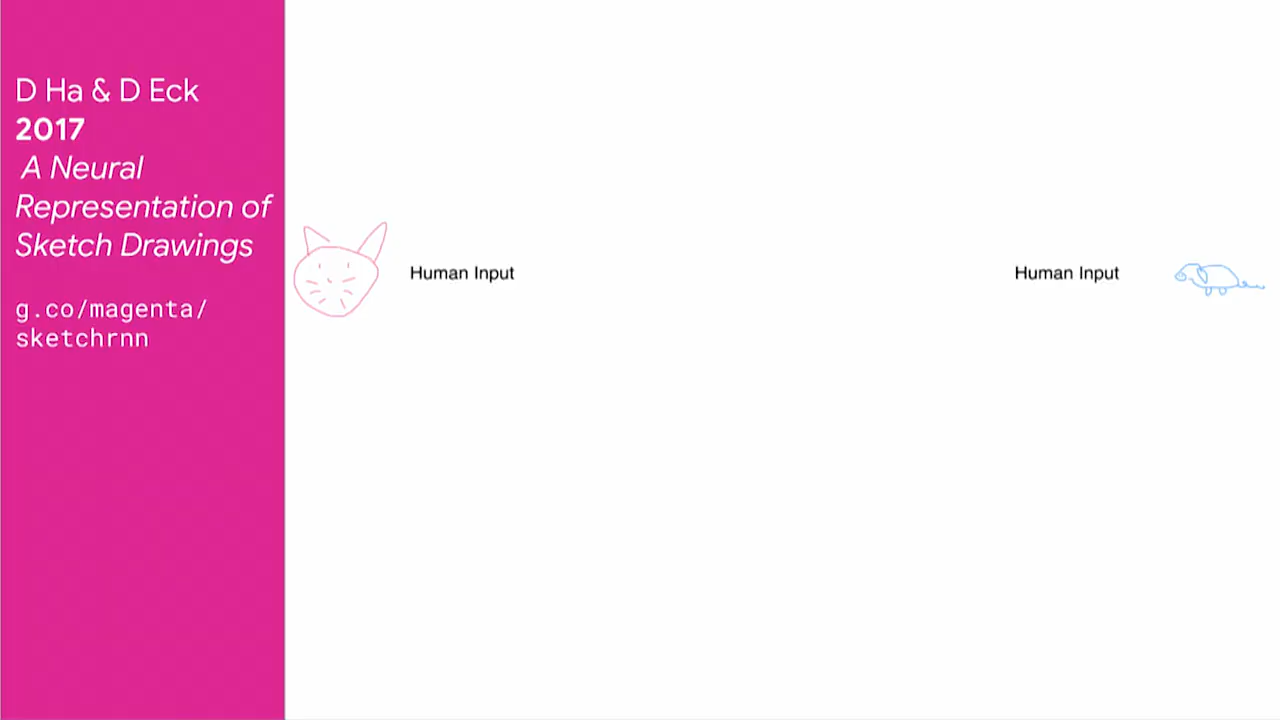 D Ha & D Eck
2017
A Neural
Representation of
Sketch Drawings
g.co/magenta/
sketchrnn
Human Input
Human Input